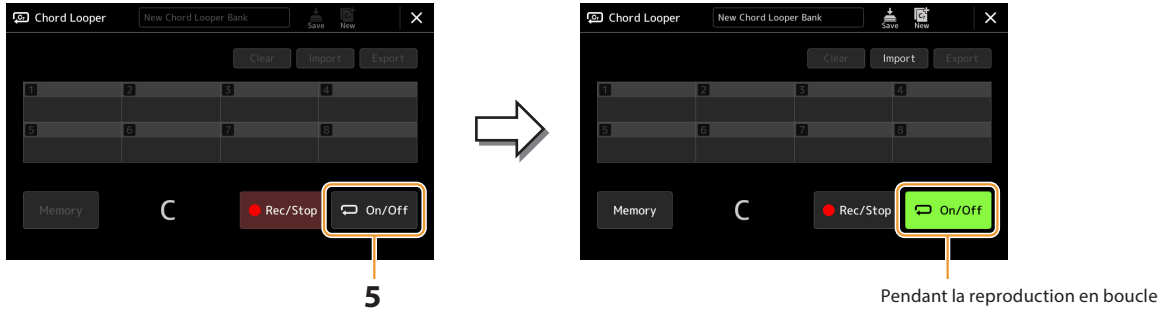 Chord Looper New Chord Looper Bank Save New
Clear Import Export
1 2 3 4
5 6 7 8
Memory C Rec/Stop On/Off
5
Chord Looper New Chord Looper Bank Save New
Clear Import Export
1 2 3 4
5 6 7 8
Memory C Rec/Stop On/Off
Pendant la reproduction en boucle